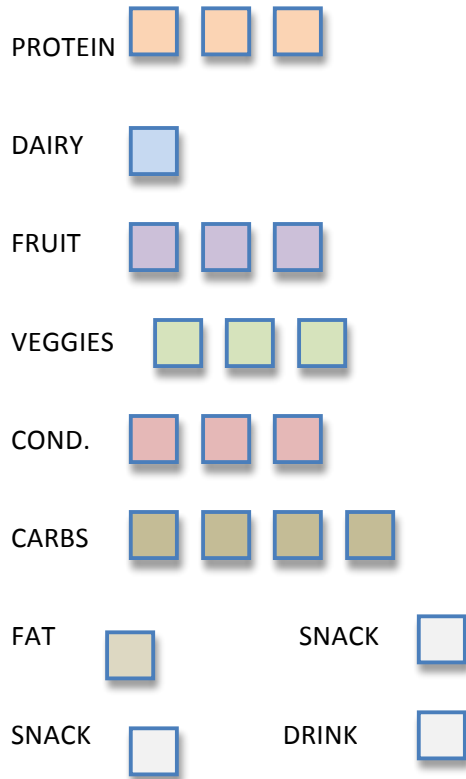 PROTEIN
DAIRY
FRUIT
VEGGIES
COND.
CARBS
FAT SNACK
SNACK DRINK